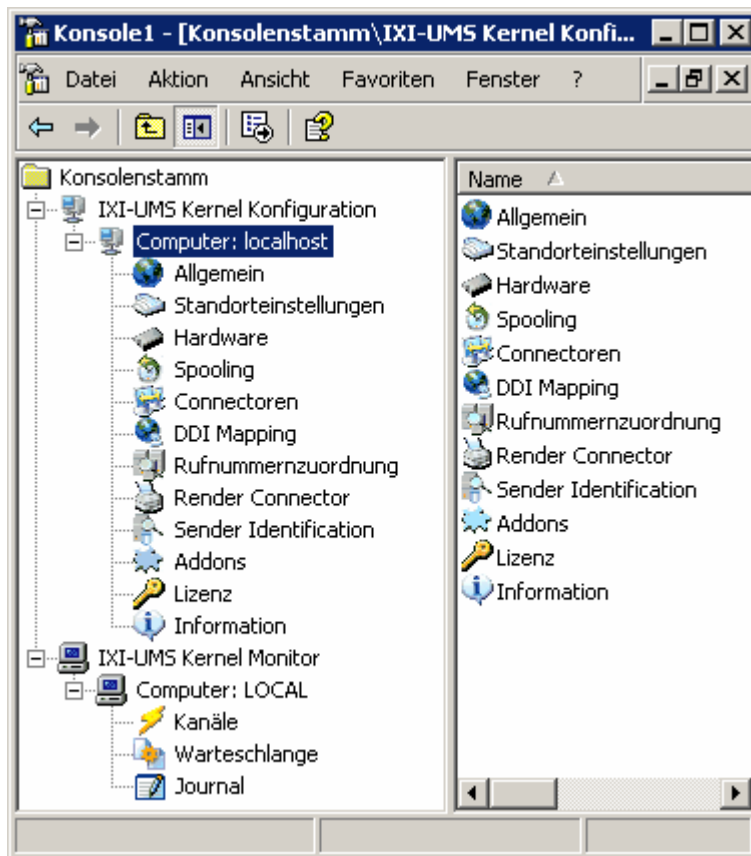 Konsole1 - [Konsolenstamm\IXI-UMS Kernel Konfi...
Datei Aktion Ansicht Favoriten Fenster ?
Konsolenstamm
IXI-UMS Kernel Konfiguration
Computer: localhost
Allgemein
Standorteinstellungen
Hardware
Spooling
Connectoren
DDI Mapping
Rufnummernzuordnung
Render Connector
Sender Identification
Addons
Lizenz
Information
IXI-UMS Kernel Monitor
Computer: LOCAL
Kanäle
Warteschlange
Journal
Name
Allgemein
Standorteinstellungen
Hardware
Spooling
Connectoren
DDI Mapping
Rufnummernzuordnung
Render Connector
Sender Identification
Addons
Lizenz
Information